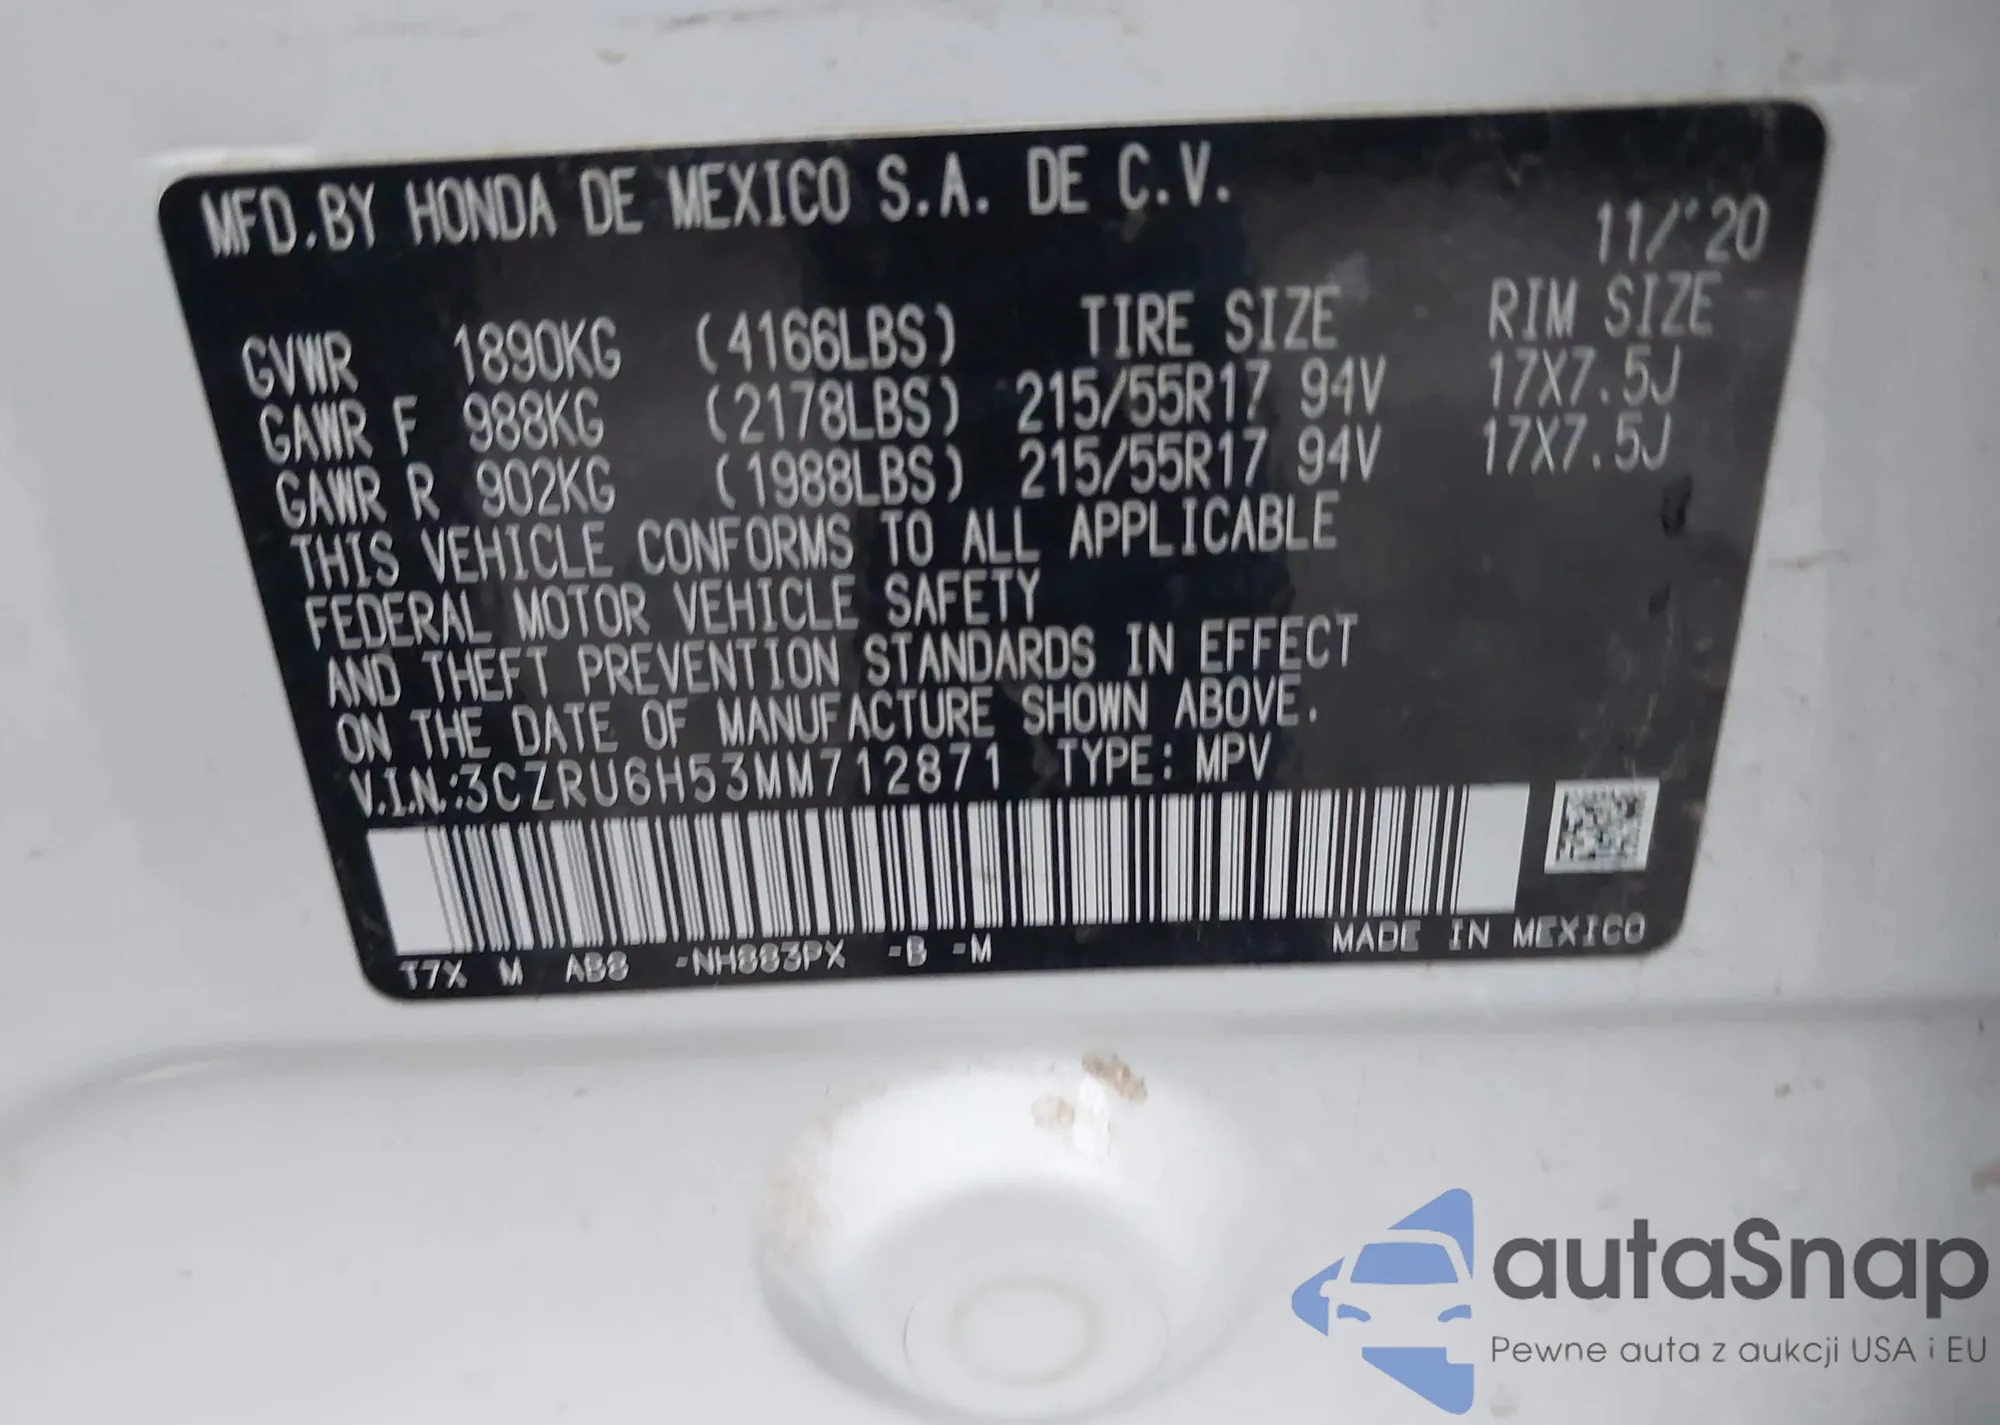 MFD.BY HONDA DE MEXICO S.A. DE C.V.
11/'20
GVWR 1890KG (4166LBS) TIRE SIZE RIM SIZE
GAWR F 988KG (2178LBS) 215/55R17 94V 17X7.5J
GAWR R 902KG (1988LBS) 215/55R17 94V 17X7.5J
THIS VEHICLE CONFORMS TO ALL APPLICABLE
FEDERAL MOTOR VEHICLE SAFETY
AND THEFT PREVENTION STANDARDS IN EFFECT
ON THE DATE OF MANUFACTURE SHOWN ABOVE.
V.I.N.:3CZRU6H53MM712871 TYPE: MPV
T7X M AB8 -NH883PX -B -M MADE IN MEXICO
autaSnap
Pewne auta z aukcji USA i EU